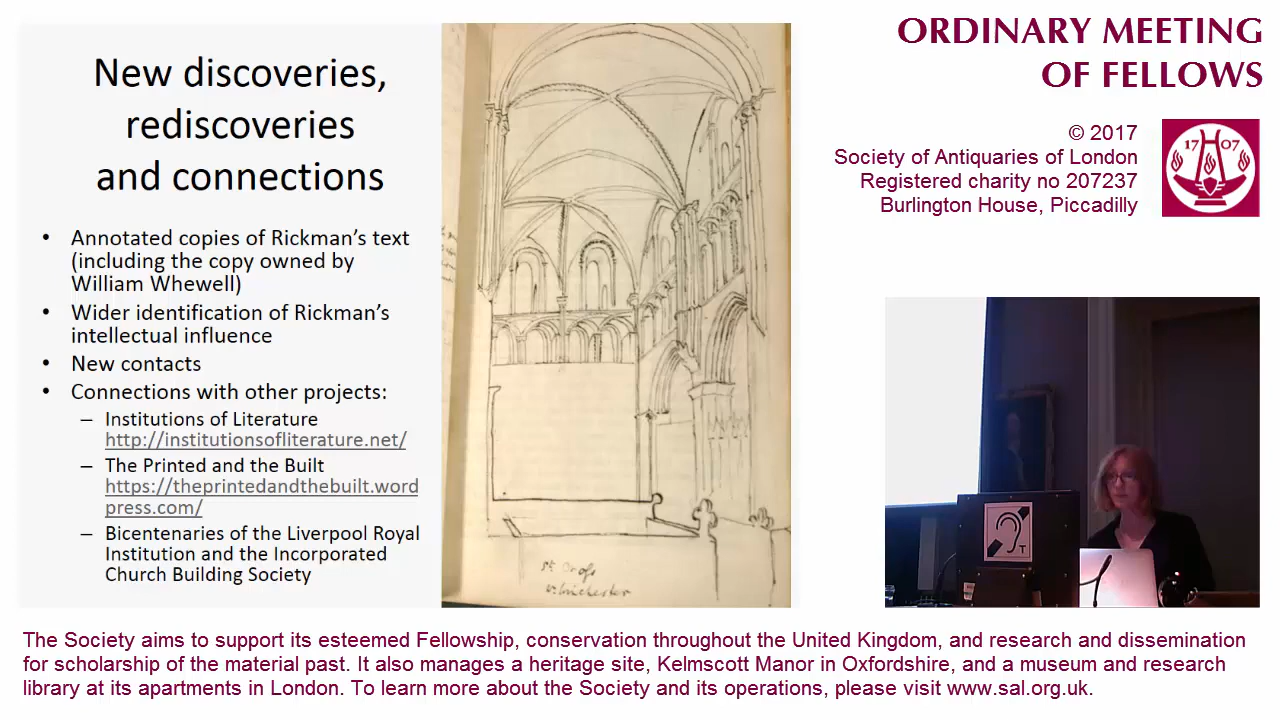 New discoveries,
rediscoveries
and connections
• Annotated copies of Rickman’s text
(including the copy owned by
William Whewell)
• Wider identification of Rickman’s
intellectual influence
• New contacts
• Connections with other projects:
– Institutions of Literature
http://institutionsofliterature.net/
– The Printed and the Built
https://theprintedandthebuilt.word
press.com/
– Bicentenaries of the Liverpool Royal
Institution and the Incorporated
Church Building Society
St Cross
Winchester
ORDINARY MEETING
OF FELLOWS
© 2017
Society of Antiquaries of London
Registered charity no 207237
Burlington House, Piccadilly
17 07
T
The Society aims to support its esteemed Fellowship, conservation throughout the United Kingdom, and research and dissemination
for scholarship of the material past. It also manages a heritage site, Kelmscott Manor in Oxfordshire, and a museum and research
library at its apartments in London. To learn more about the Society and its operations, please visit www.sal.org.uk.